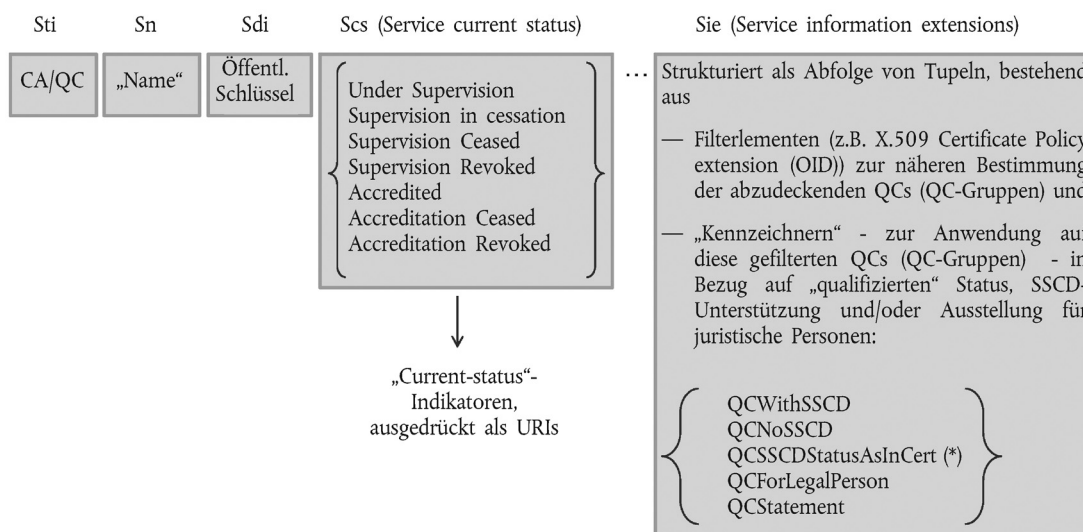 Sti Sn Sdi Scs (Service current status) Sie (Service information extensions)
CA/QC
„Name“
Öffentl.
Schlüssel
Under Supervision
Supervision in cessation
Supervision Ceased
Supervision Revoked
Accredited
Accreditation Ceased
Accreditation Revoked
„Current-status“-
Indikatoren,
ausgedrückt als URIs
...
Strukturiert als Abfolge von Tupeln, bestehend
aus
— Filterlementen (z.B. X.509 Certificate Policy
extension (OID)) zur näheren Bestimmung
der abzudeckenden QCs (QC-Gruppen) und
— „Kennzeichnern“ - zur Anwendung auf
diese gefilterten QCs (QC-Gruppen) - in
Bezug auf „qualifizierten“ Status, SSCD-
Unterstützung und/oder Ausstellung für
juristische Personen:
QCWithSSCD
QCNoSSCD
QCSSCDStatusAsInCert (*)
QCForLegalPerson
QCStatement